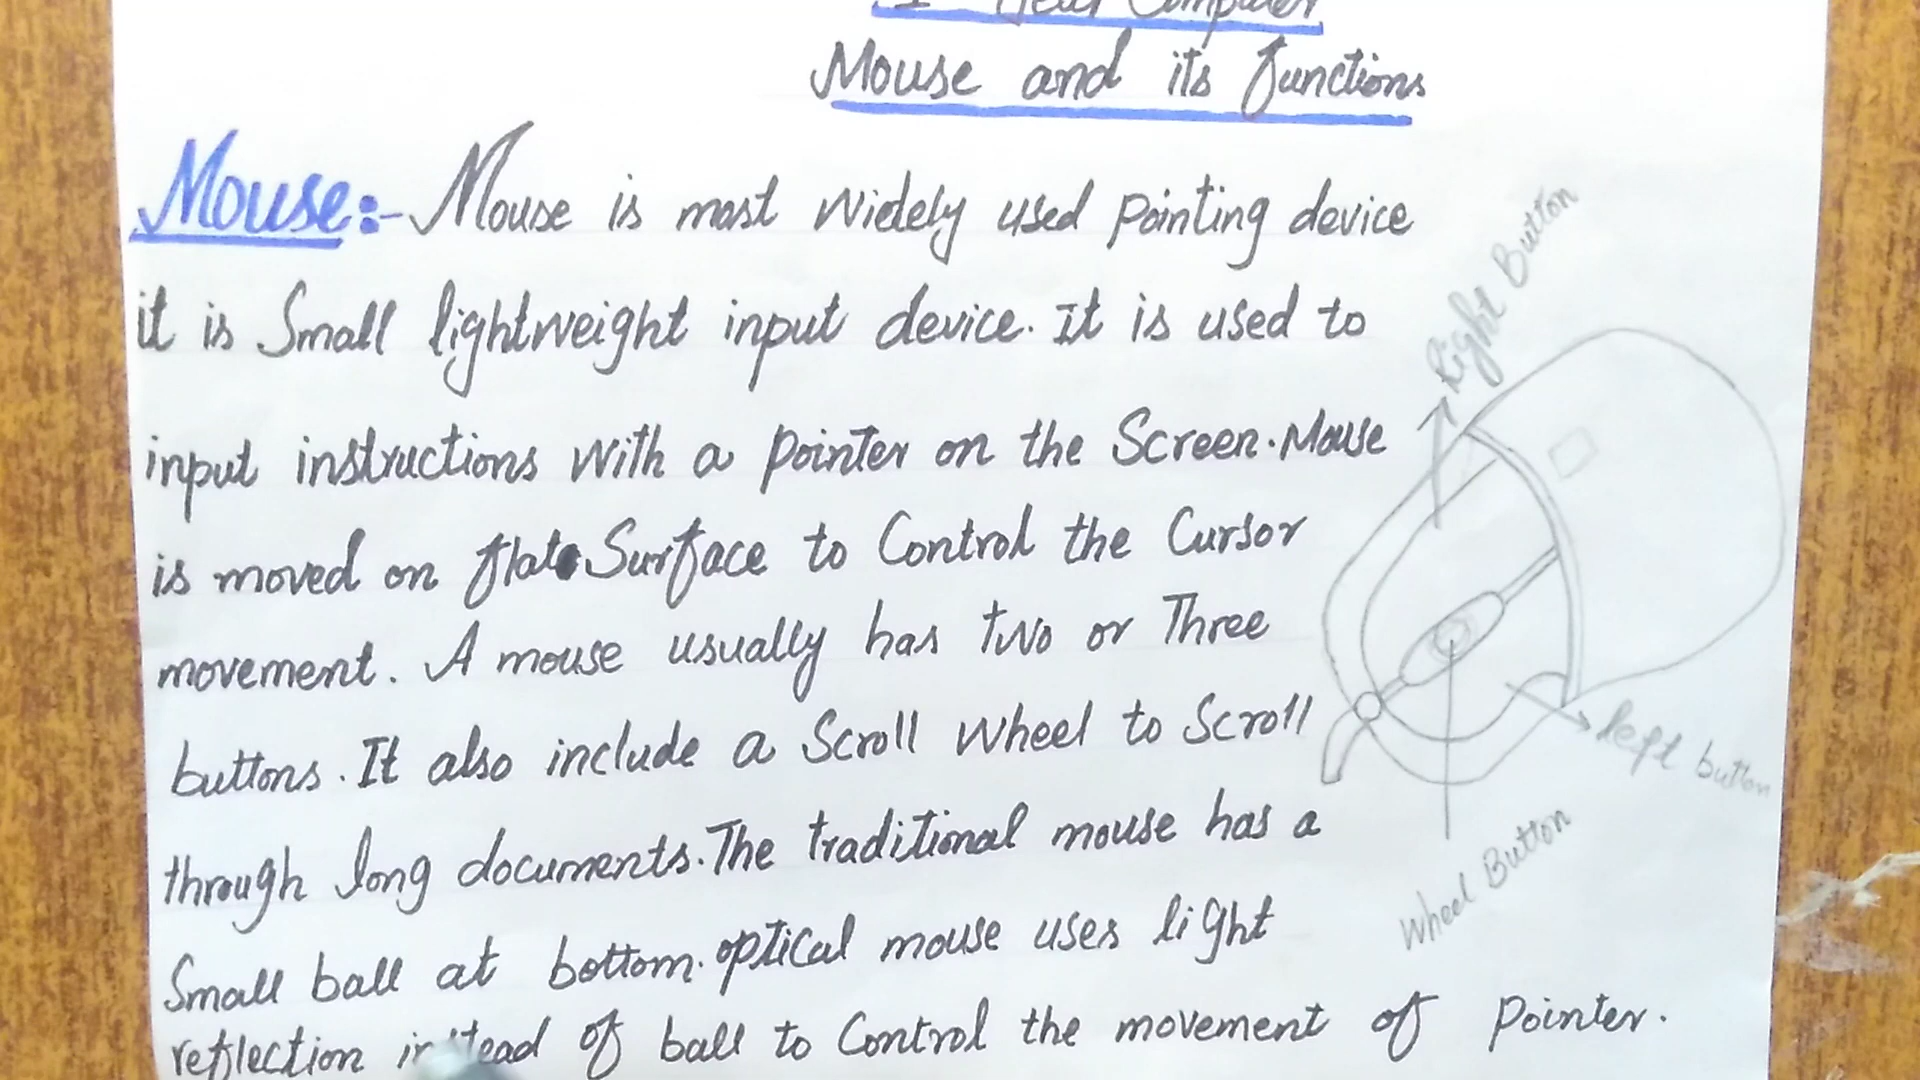 Year Computer
Mouse and its functions
Mouse:- Mouse is most widely used pointing device
it is Small lightweight input device. It is used to
input instructions with a pointer on the Screen. Mouse
is moved on flat Surface to Control the Cursor
movement. A mouse usually has two or Three
buttons. It also include a Scroll wheel to Scroll
through long documents. The traditional mouse has a
Small ball at bottom. optical mouse uses light
reflection instead of ball to Control the movement of pointer.
Right Button
left button
Wheel Button